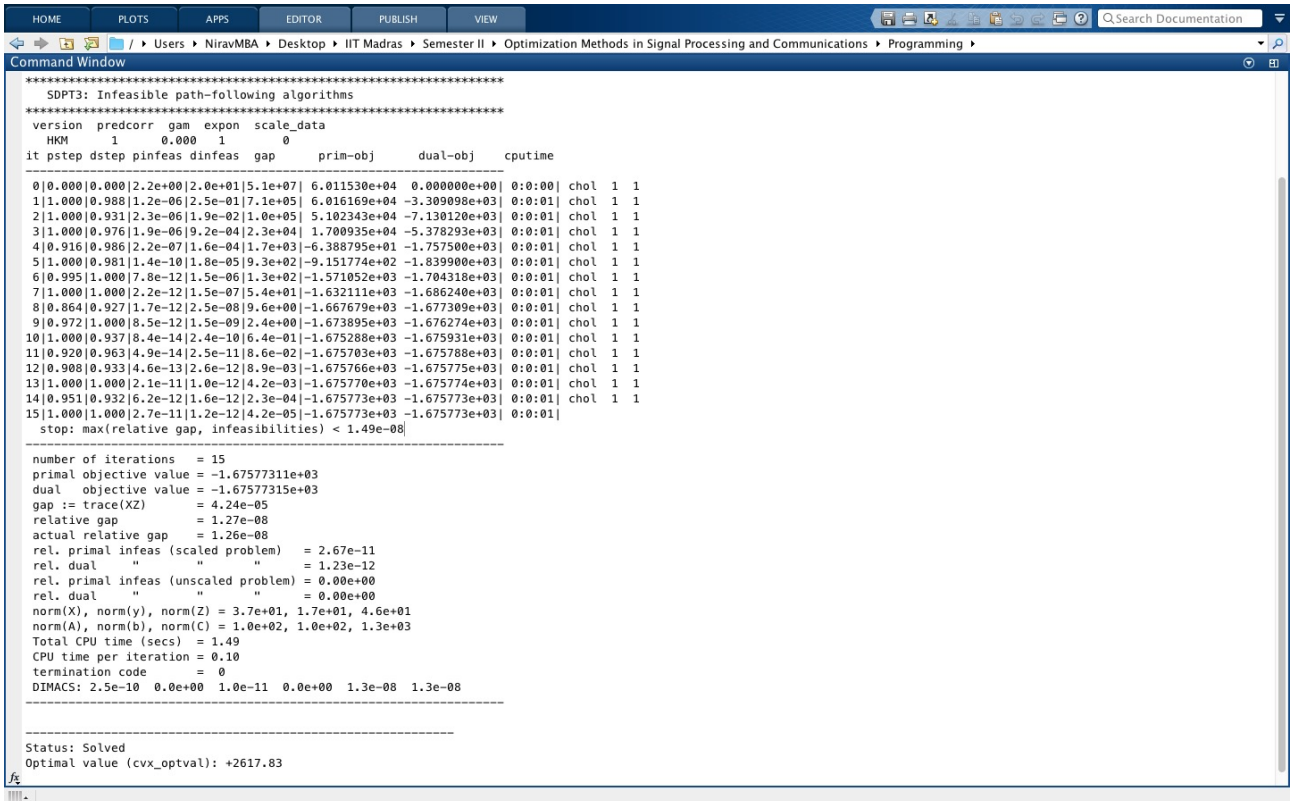 HOME PLOTS APPS EDITOR PUBLISH VIEW Search Documentation
/ Users NiravMBA Desktop IIT Madras Semester II Optimization Methods in Signal Processing and Communications Programming
Command Window
*******************************************************************
SDPT3: Infeasible path-following algorithms
*******************************************************************
version predcorr gam expon scale_data
HKM 1 0.000 1 0
it pstep dstep pinfeas dinfeas gap prim-obj dual-obj cputime
-------------------------------------------------------------------
0|0.000|0.000|2.2e+00|2.0e+01|5.1e+07| 6.011530e+04 0.000000e+00| 0:0:00| chol 1 1
1|1.000|0.988|1.2e-06|2.5e-01|7.1e+05| 6.016169e+04 -3.309098e+03| 0:0:01| chol 1 1
2|1.000|0.931|2.3e-06|1.9e-02|1.0e+05| 5.102343e+04 -7.130120e+03| 0:0:01| chol 1 1
3|1.000|0.976|1.9e-06|9.2e-04|2.3e+04| 1.700935e+04 -5.378293e+03| 0:0:01| chol 1 1
4|0.916|0.986|2.2e-07|1.6e-04|1.7e+03|-6.388795e+01 -1.757500e+03| 0:0:01| chol 1 1
5|1.000|0.981|1.4e-10|1.8e-05|9.3e+02|-9.151774e+02 -1.839900e+03| 0:0:01| chol 1 1
6|0.995|1.000|7.8e-12|1.5e-06|1.3e+02|-1.571052e+03 -1.704318e+03| 0:0:01| chol 1 1
7|1.000|1.000|2.2e-12|1.5e-07|5.4e+01|-1.632111e+03 -1.686240e+03| 0:0:01| chol 1 1
8|0.864|0.927|1.7e-12|2.5e-08|9.6e+00|-1.667679e+03 -1.677309e+03| 0:0:01| chol 1 1
9|0.972|1.000|8.5e-12|1.5e-09|2.4e+00|-1.673895e+03 -1.676274e+03| 0:0:01| chol 1 1
10|1.000|0.937|8.4e-14|2.4e-10|6.4e-01|-1.675288e+03 -1.675931e+03| 0:0:01| chol 1 1
11|0.920|0.963|4.9e-14|2.5e-11|8.6e-02|-1.675703e+03 -1.675788e+03| 0:0:01| chol 1 1
12|0.908|0.933|4.6e-13|2.6e-12|8.9e-03|-1.675766e+03 -1.675775e+03| 0:0:01| chol 1 1
13|1.000|1.000|2.1e-11|1.0e-12|4.2e-03|-1.675770e+03 -1.675774e+03| 0:0:01| chol 1 1
14|0.951|0.932|6.2e-12|1.6e-12|2.3e-04|-1.675773e+03 -1.675773e+03| 0:0:01| chol 1 1
15|1.000|1.000|2.7e-11|1.2e-12|4.2e-05|-1.675773e+03 -1.675773e+03| 0:0:01|
stop: max(relative gap, infeasibilities) < 1.49e-08
-------------------------------------------------------------------
number of iterations = 15
primal objective value = -1.67577311e+03
dual objective value = -1.67577315e+03
gap := trace(XZ) = 4.24e-05
relative gap = 1.27e-08
actual relative gap = 1.26e-08
rel. primal infeas (scaled problem) = 2.67e-11
rel. dual " " " = 1.23e-12
rel. primal infeas (unscaled problem) = 0.00e+00
rel. dual " " " = 0.00e+00
norm(X), norm(y), norm(Z) = 3.7e+01, 1.7e+01, 4.6e+01
norm(A), norm(b), norm(C) = 1.0e+02, 1.0e+02, 1.3e+03
Total CPU time (secs) = 1.49
CPU time per iteration = 0.10
termination code = 0
DIMACS: 2.5e-10 0.0e+00 1.0e-11 0.0e+00 1.3e-08 1.3e-08
-------------------------------------------------------------------
------------------------------------------------------------
Status: Solved
Optimal value (cvx_optval): +2617.83
fx